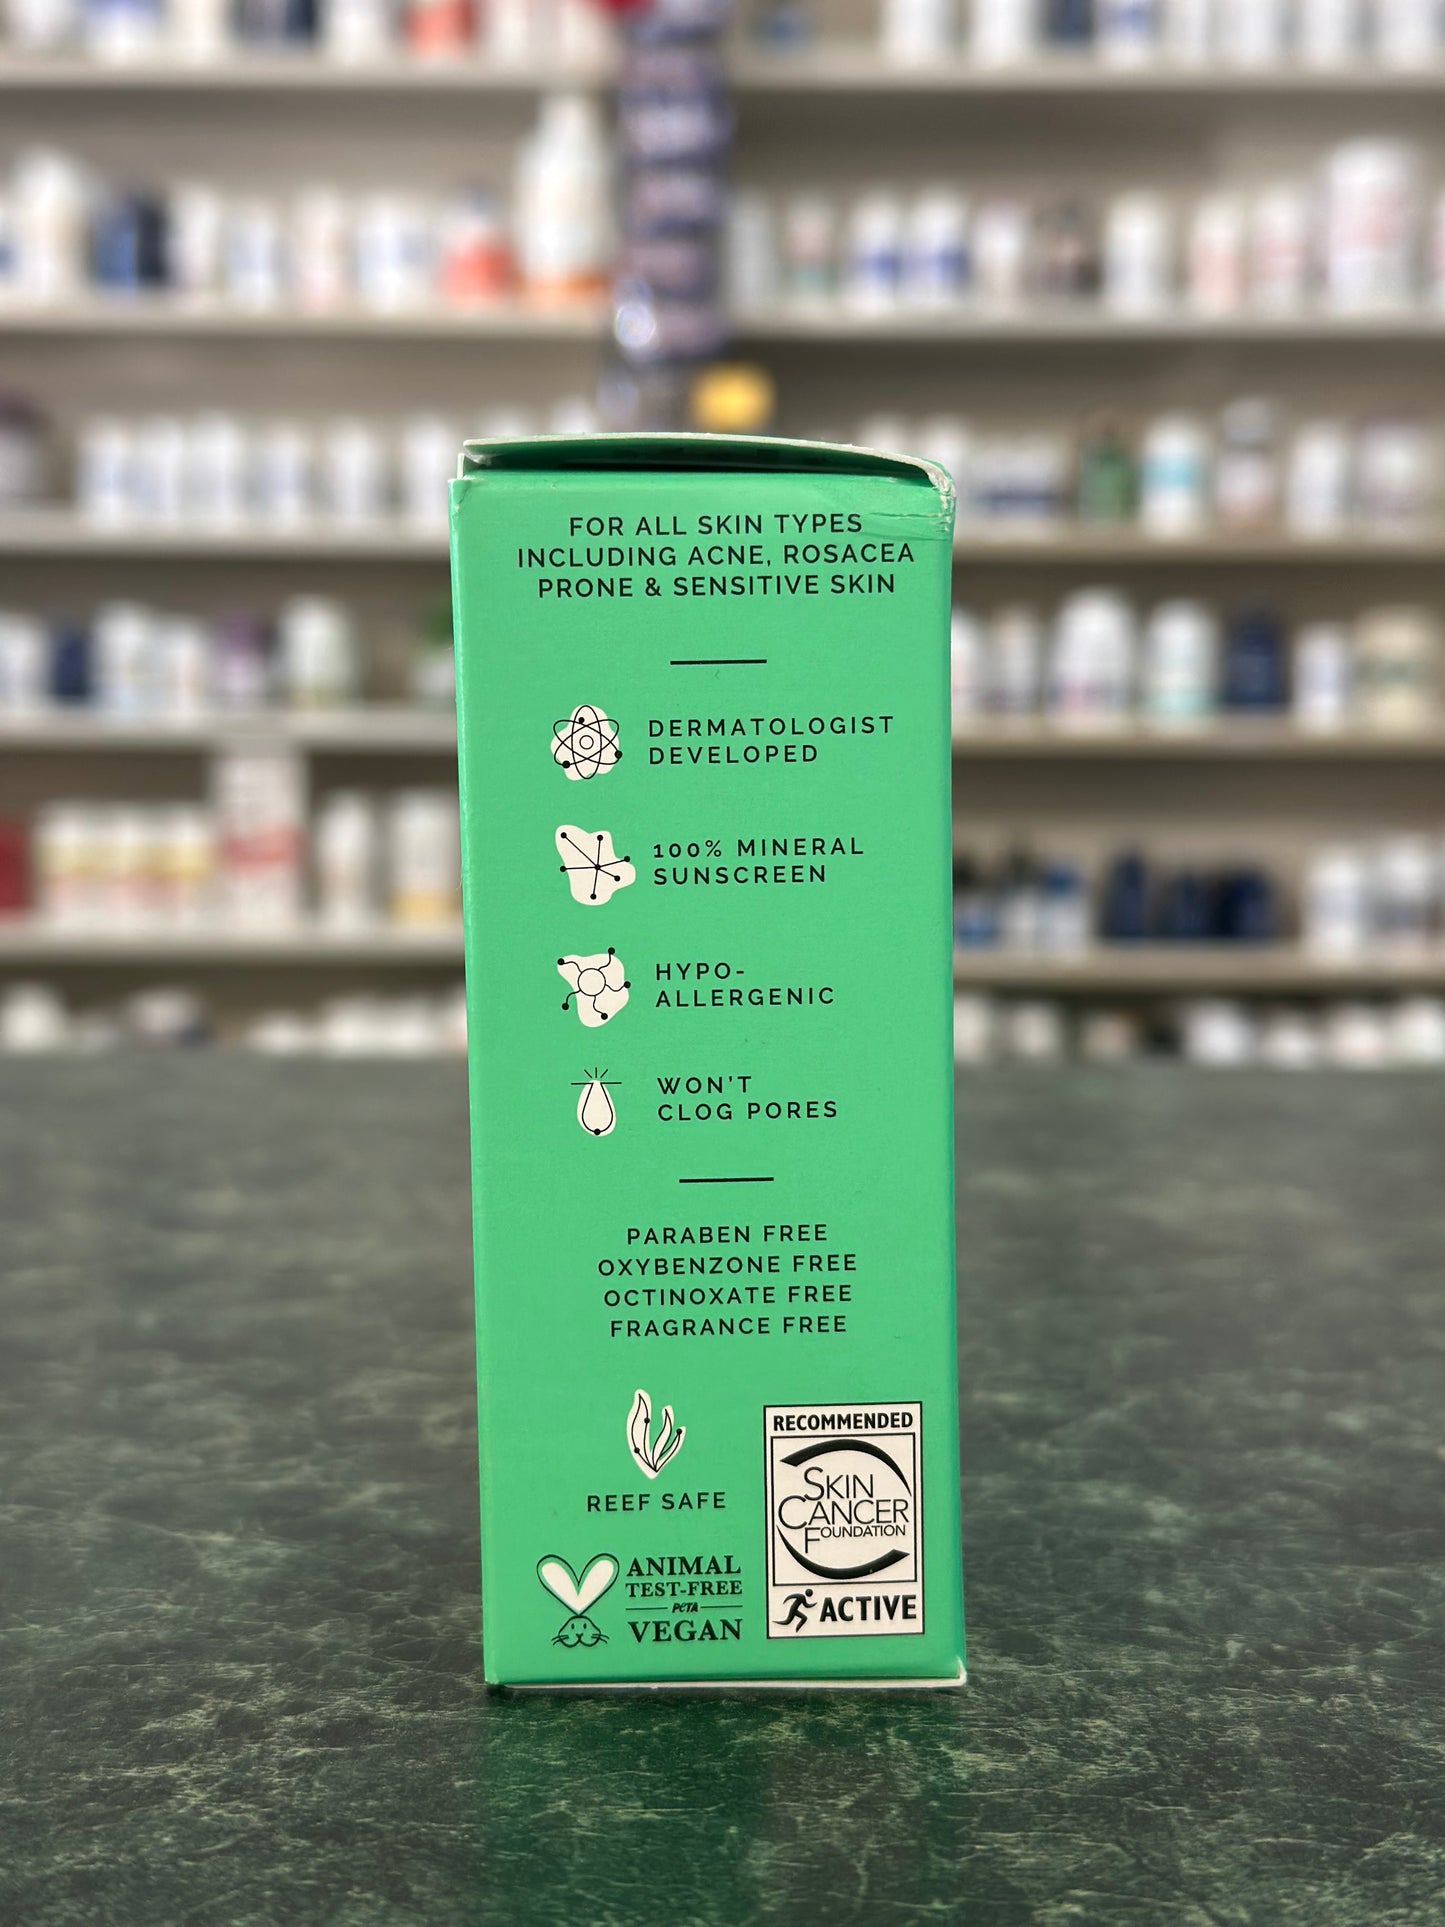 FOR ALL SKIN TYPES
INCLUDING ACNE, ROSACEA
PRONE & SENSITIVE SKIN
DERMATOLOGIST
DEVELOPED
100% MINERAL
SUNSCREEN
HYPO-
ALLERGENIC
WON'T
CLOG PORES
PARABEN FREE
OXYBENZONE FREE
OCTINOXATE FREE
FRAGRANCE FREE
REEF SAFE
ANIMAL
TEST-FREE
PETA
VEGAN
RECOMMENDED
SKIN
CANCER
FOUNDATION
ACTIVE